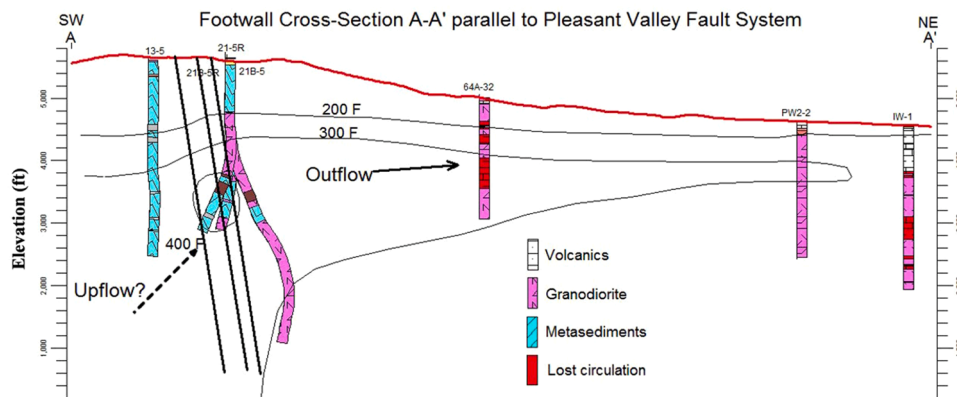 Footwall Cross-Section A-A' parallel to Pleasant Valley Fault System
SW
A
NE
A'
13-5
21-5R
21B-5R
21B-5
64A-32
PW2-2
IW-1
5,000
4,000
3,000
2,000
1,000
Elevation (ft)
200 F
300 F
400 F
Outflow
Upflow?
Volcanics
Granodiorite
Metasediments
Lost circulation